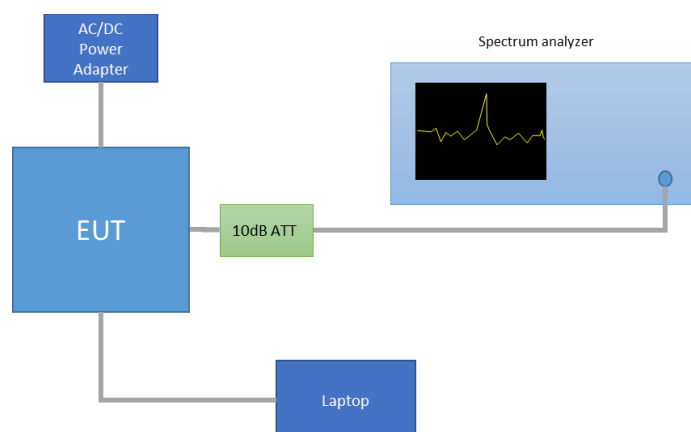 AC/DC
Power
Adapter
Spectrum analyzer
EUT
10dB ATT
Laptop